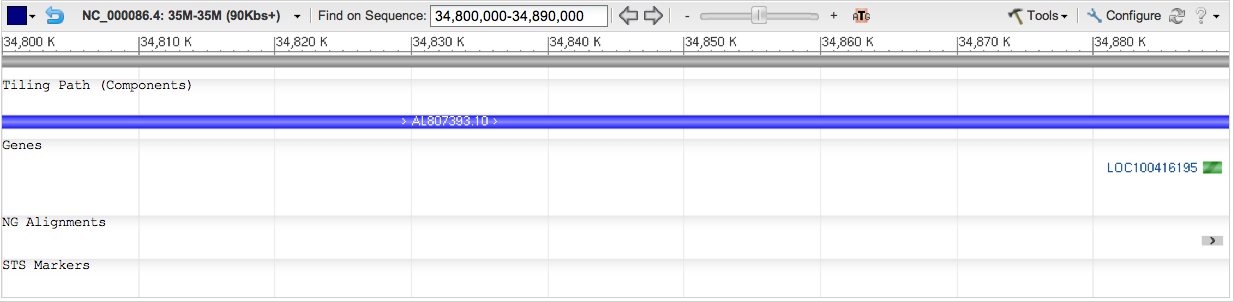 NC_000086.4: 35M-35M (90Kbs+) Find on Sequence: 34,800,000-34,890,000 - + ATG Tools Configure ?
34,800 K 34,810 K 34,820 K 34,830 K 34,840 K 34,850 K 34,860 K 34,870 K 34,880 K
Tiling Path (Components)
> AL807393.10 >
Genes
LOC100416195
NG Alignments
>
STS Markers